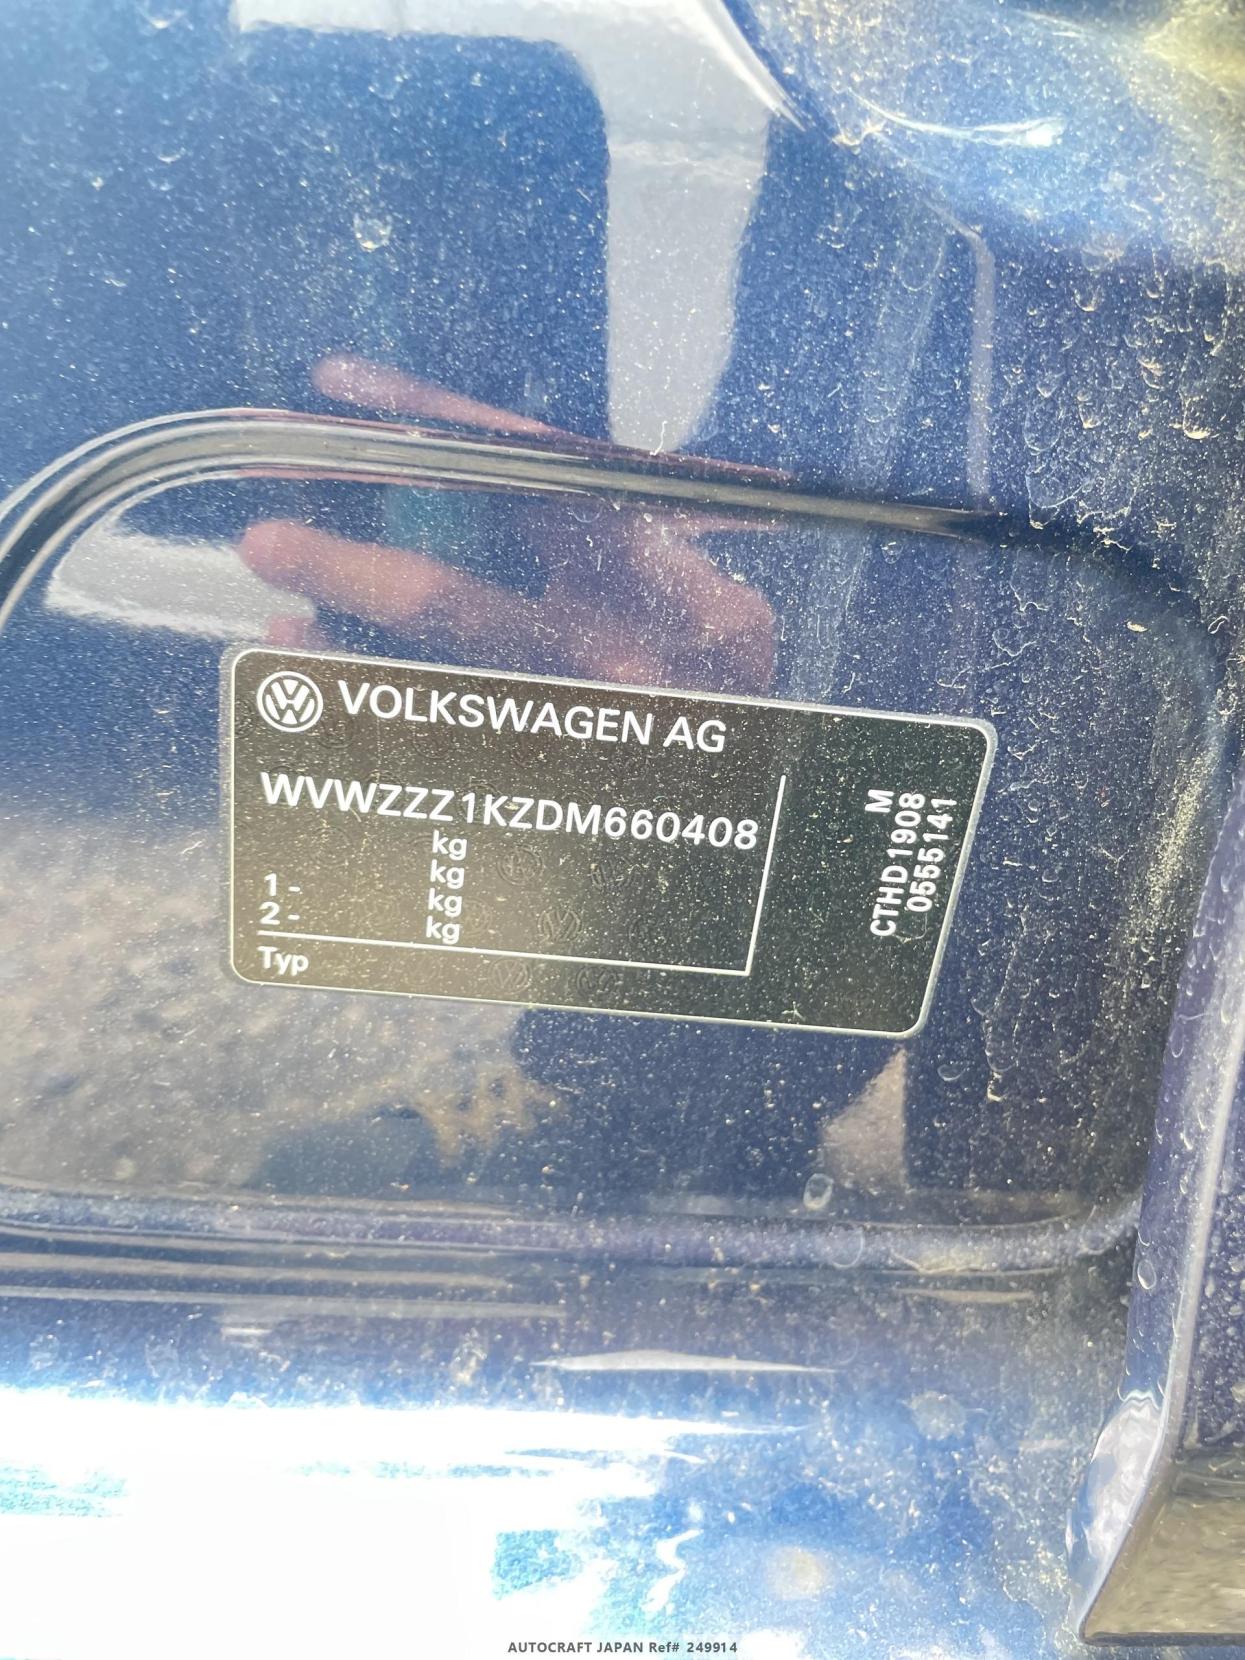 VOLKSWAGEN AG
WVWZZZ1KZDM660408
kg
kg
1 - kg
2 - kg
Typ
M
CTHD1908
0555141
AUTOCRAFT JAPAN Ref# 249914